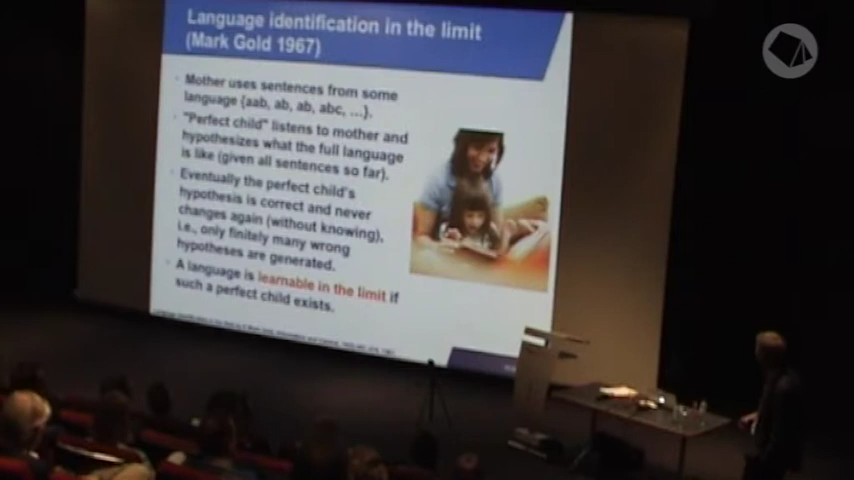 Language identification in the limit
(Mark Gold 1967)
Mother uses sentences from some
language {aab, ab, ab, abc, ...}.
"Perfect child" listens to mother and
hypothesizes what the full language
is like (given all sentences so far).
Eventually the perfect child's
hypothesis is correct and never
changes again (without knowing),
i.e., only finitely many wrong
hypotheses are generated.
A language is learnable in the limit if
such a perfect child exists.